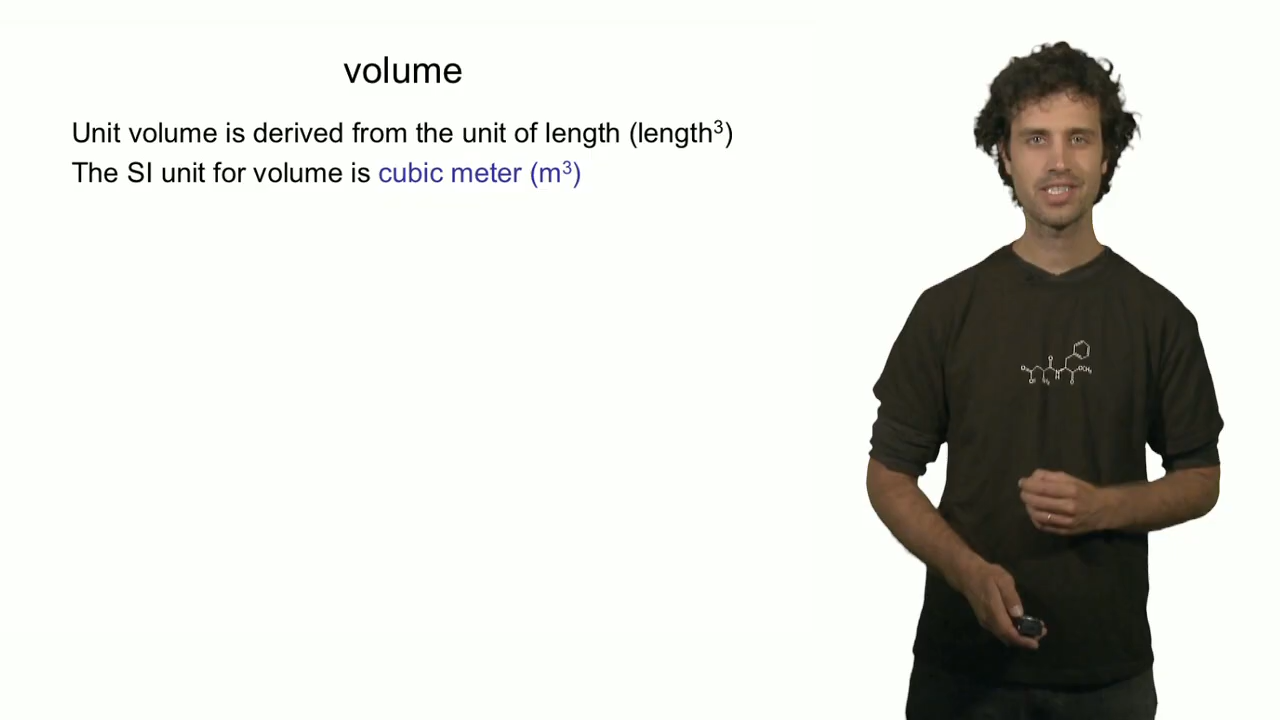 volume
Unit volume is derived from the unit of length (length³)
The SI unit for volume is cubic meter (m³)